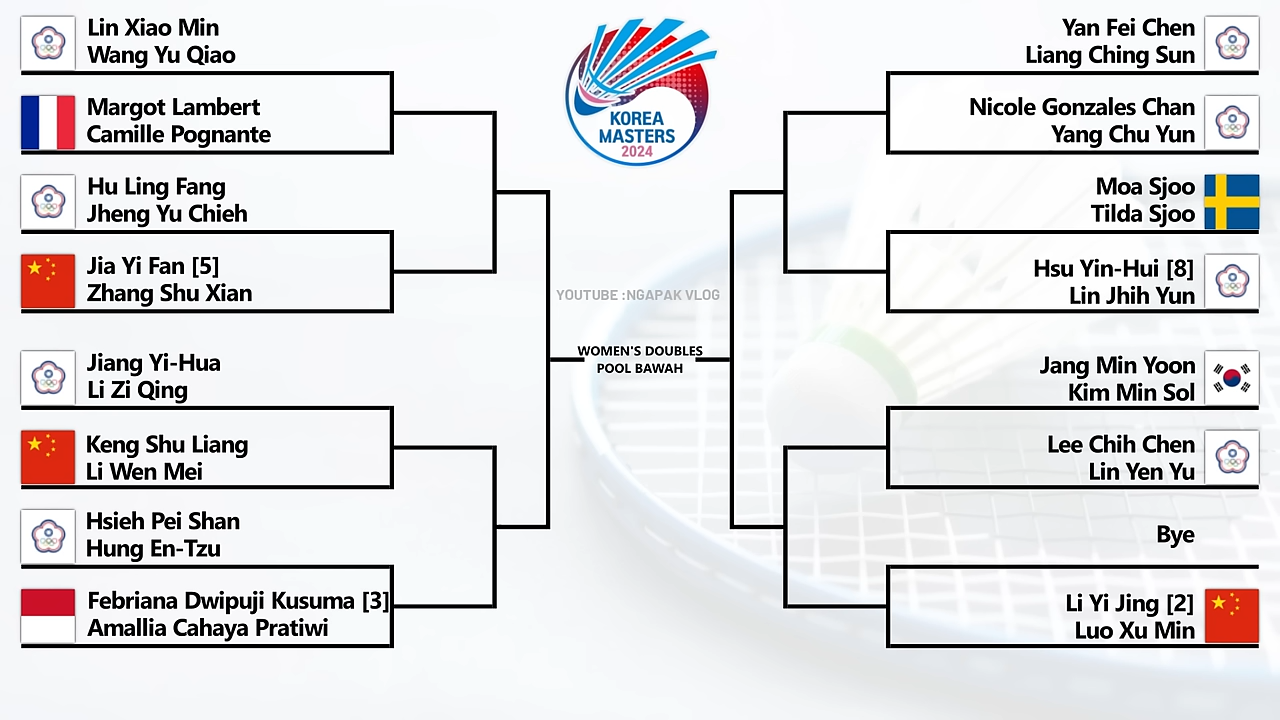 Lin Xiao Min
Wang Yu Qiao
Margot Lambert
Camille Pognante
Hu Ling Fang
Jheng Yu Chieh
Jia Yi Fan [5]
Zhang Shu Xian
Jiang Yi-Hua
Li Zi Qing
Keng Shu Liang
Li Wen Mei
Hsieh Pei Shan
Hung En-Tzu
Febriana Dwipuji Kusuma [3]
Amallia Cahaya Pratiwi
KOREA
MASTERS
2024
YOUTUBE :NGAPAK VLOG
WOMEN'S DOUBLES
POOL BAWAH
Yan Fei Chen
Liang Ching Sun
Nicole Gonzales Chan
Yang Chu Yun
Moa Sjoo
Tilda Sjoo
Hsu Yin-Hui [8]
Lin Jhih Yun
Jang Min Yoon
Kim Min Sol
Lee Chih Chen
Lin Yen Yu
Bye
Li Yi Jing [2]
Luo Xu Min